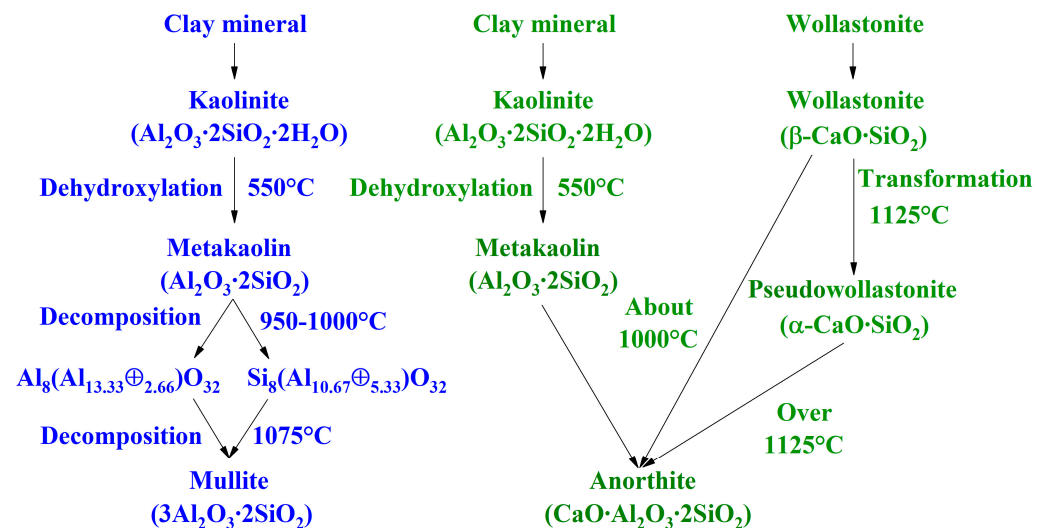 Clay mineral
Clay mineral
Wollastonite
Kaolinite
(Al₂O₃·2SiO₂·2H₂O)
Kaolinite
(Al₂O₃·2SiO₂·2H₂O)
Wollastonite
(β-CaO·SiO₂)
Dehydroxylation 550°C
Dehydroxylation 550°C
Transformation
1125°C
Metakaolin
(Al₂O₃·2SiO₂)
Metakaolin
(Al₂O₃·2SiO₂)
Pseudowollastonite
(α-CaO·SiO₂)
Decomposition 950-1000°C
About
1000°C
Al₈(Al₁₃.₃₃⊕₂.₆₆)O₃₂ Si₈(Al₁₀.₆₇⊕₅.₃₃)O₃₂
Decomposition 1075°C
Over
1125°C
Mullite
(3Al₂O₃·2SiO₂)
Anorthite
(CaO·Al₂O₃·2SiO₂)